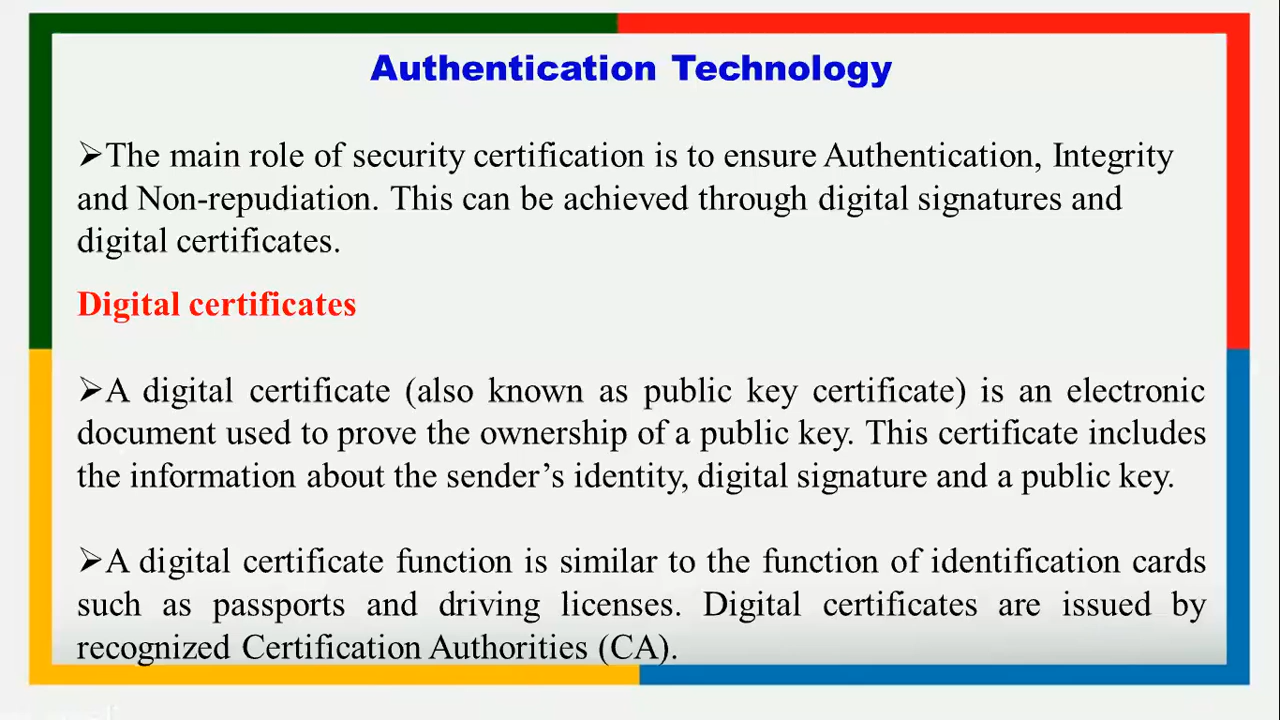 Authentication Technology
➢The main role of security certification is to ensure Authentication, Integrity
and Non-repudiation. This can be achieved through digital signatures and
digital certificates.
Digital certificates
➢A digital certificate (also known as public key certificate) is an electronic
document used to prove the ownership of a public key. This certificate includes
the information about the sender’s identity, digital signature and a public key.
➢A digital certificate function is similar to the function of identification cards
such as passports and driving licenses. Digital certificates are issued by
recognized Certification Authorities (CA).